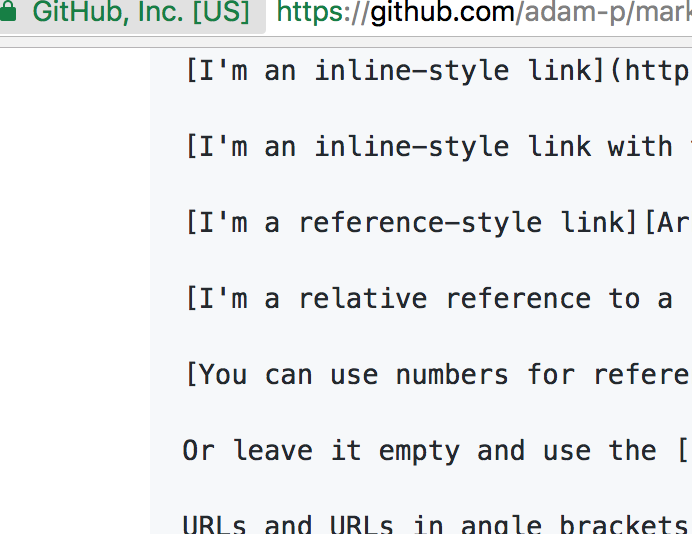 GitHub, Inc. [US] https://github.com/adam-p/mark
[I'm an inline-style link](http
[I'm an inline-style link with
[I'm a reference-style link][Ar
[I'm a relative reference to a
[You can use numbers for refere
Or leave it empty and use the [
URLs and URLs in angle brackets